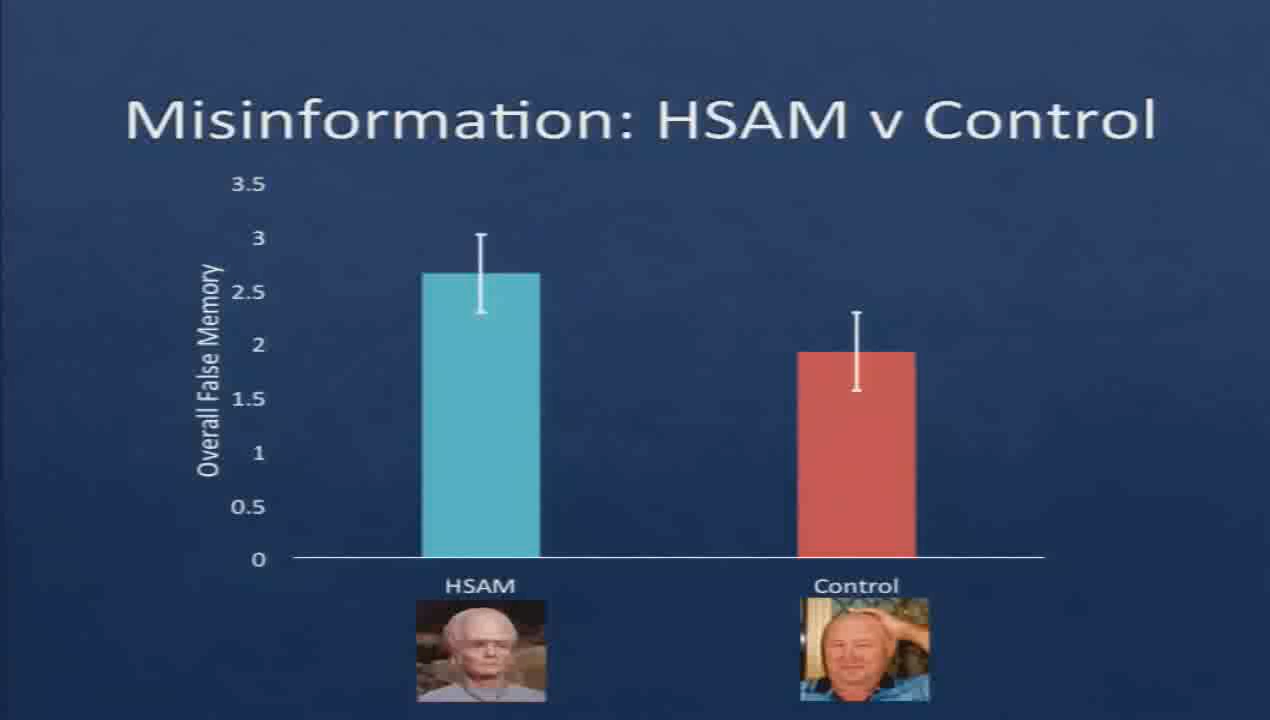 Misinformation: HSAM v Control
3.5
3
2.5
2
1.5
1
0.5
0
Overall False Memory
HSAM
Control